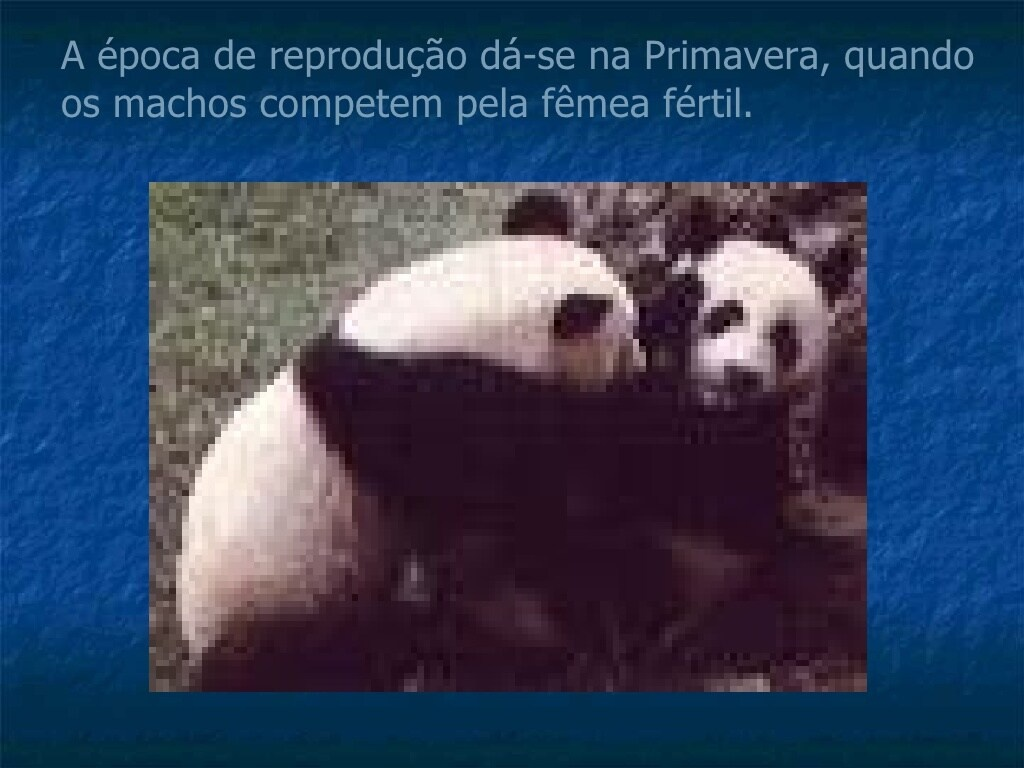 A época de reprodução dá-se na Primavera, quando
os machos competem pela fêmea fértil.